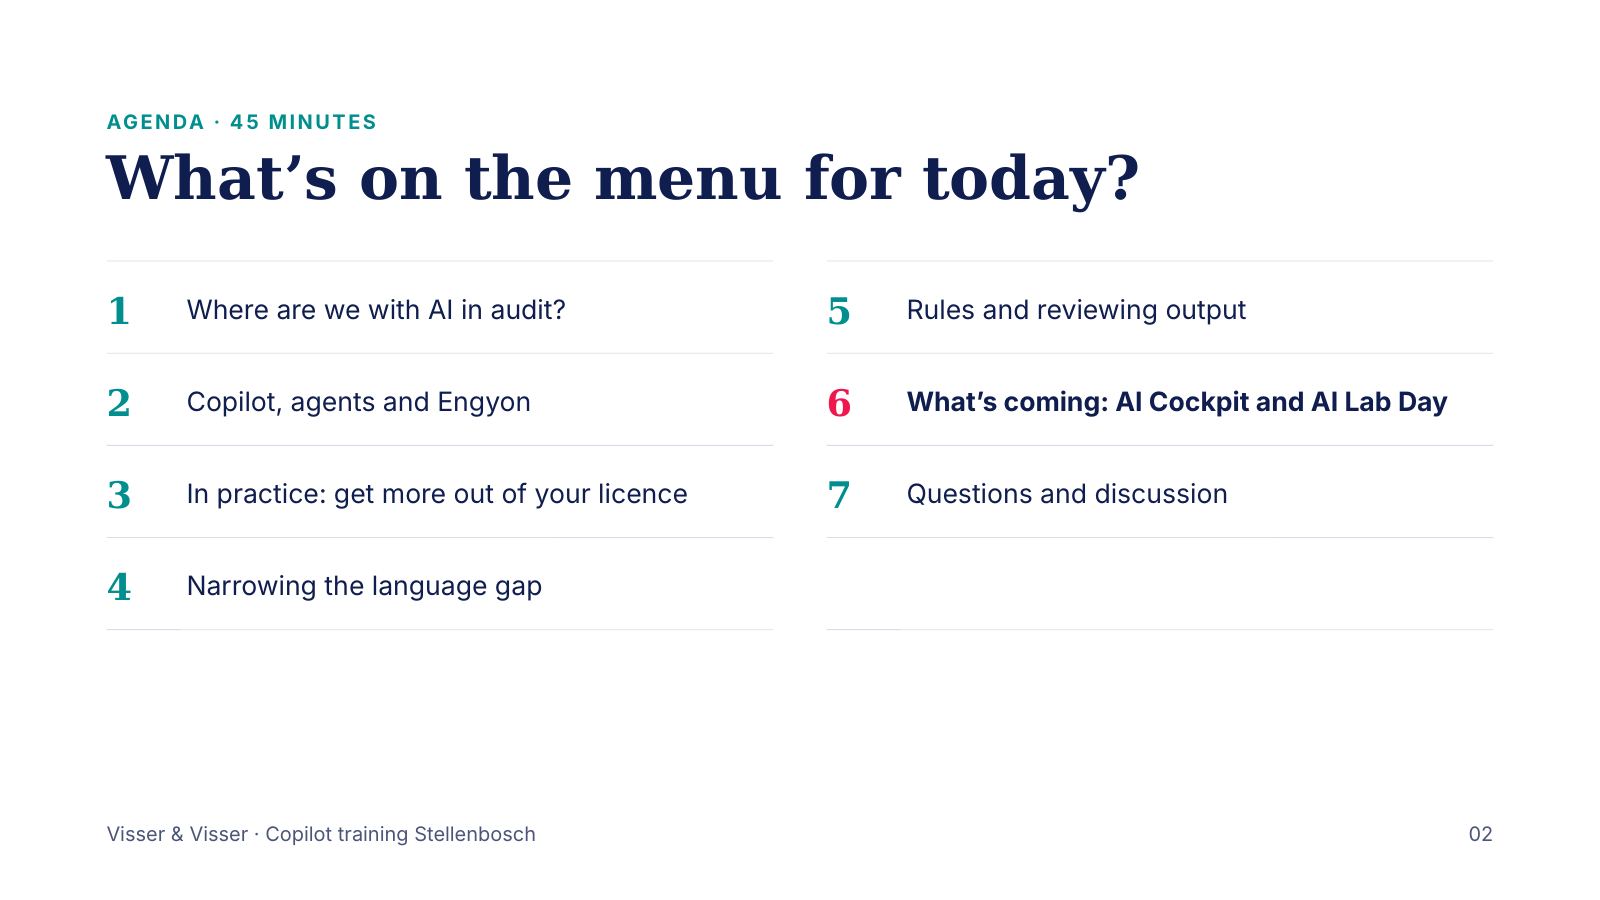 AGENDA · 45 MINUTES
What’s on the menu for today?
1 Where are we with AI in audit?
2 Copilot, agents and Engyon
3 In practice: get more out of your licence
4 Narrowing the language gap
5 Rules and reviewing output
6 What’s coming: AI Cockpit and AI Lab Day
7 Questions and discussion
Visser & Visser · Copilot training Stellenbosch
02